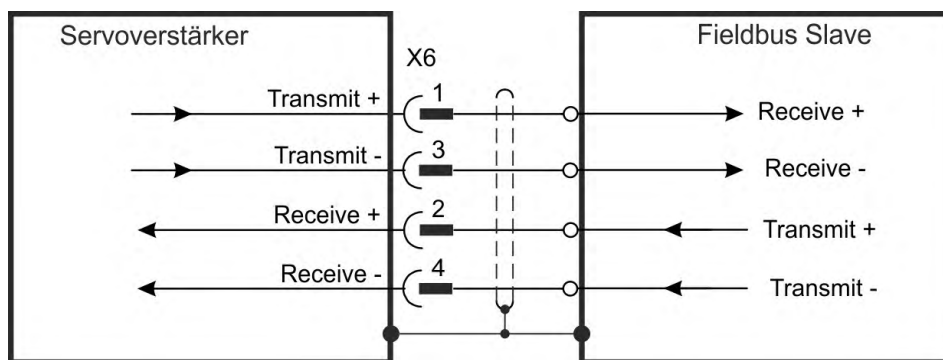 Servoverstärker
Fieldbus Slave
X6
Transmit + 1 Receive +
Transmit - 3 Receive -
Receive + 2 Transmit +
Receive - 4 Transmit -